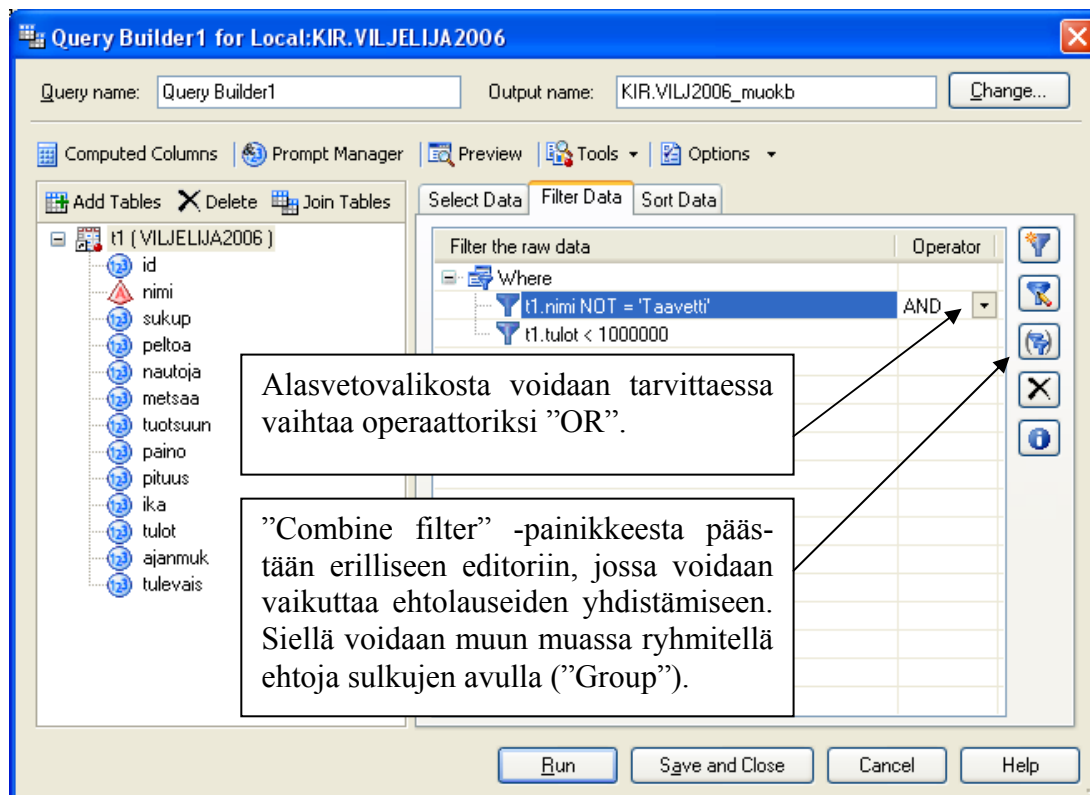 Query Builder1 for Local:KIR.VILJELIJA2006
Query name: Query Builder1 Output name: KIR.VILJ2006_muokb Change...
Computed Columns Prompt Manager Preview Tools Options
Add Tables Delete Join Tables
Select Data Filter Data Sort Data
t1 ( VILJELIJA2006 )
id
nimi
sukup
peltoa
nautoja
metsaa
tuotsuun
paino
pituus
ika
tulot
ajanmuk
tulevais
Filter the raw data Operator
Where
t1.nimi NOT = 'Taavetti' AND
t1.tulot < 1000000
Alasvetovalikosta voidaan tarvittaessa
vaihtaa operaattoriksi ”OR”.
”Combine filter” -painikkeesta pääs-
tään erilliseen editoriin, jossa voidaan
vaikuttaa ehtolauseiden yhdistämiseen.
Siellä voidaan muun muassa ryhmitellä
ehtoja sulkujen avulla (”Group”).
Run Save and Close Cancel Help